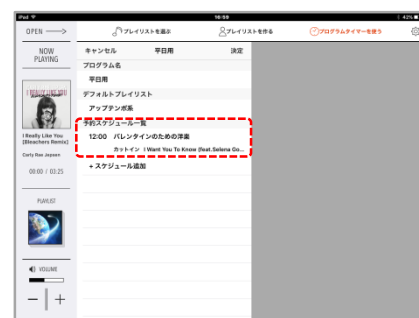 iPad
16:59
42%
OPEN
プレイリストを選ぶ
プレイリストを作る
プログラムタイマーを使う
NOW
PLAYING
I REALLY LIKE YOU
I Really Like You
[Bleachers Remix]
Carly Rae Jepsen
00:00 / 03:25
PLAYLIST
VOLUME
− | +
キャンセル 平日用 決定
プログラム名
平日用
デフォルトプレイリスト
アップテンポ系
予約スケジュール一覧
12:00 バレンタインのための洋楽
カットイン I Want You To Know (feat.Selena Go...
+ スケジュール追加